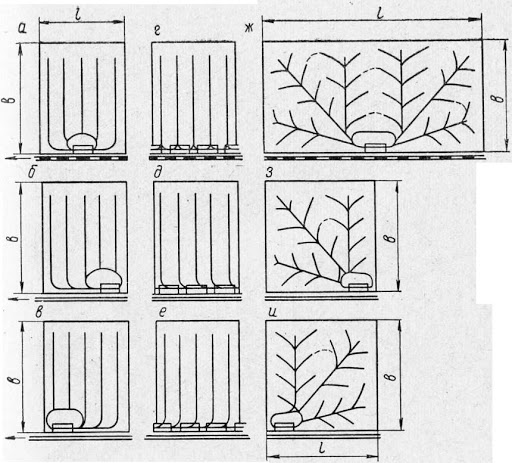 а l г ж l
в в
б д з
в в
в е и
в в
l